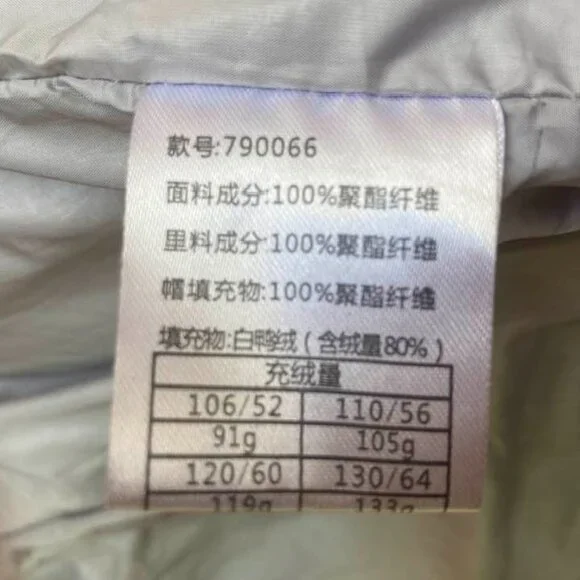 款号:790066
面料成分:100%聚酯纤维
里料成分:100%聚酯纤维
帽填充物:100%聚酯纤维
填充物:白鸭绒(含绒量80%)
充绒量
106/52 110/56
91g 105g
120/60 130/64
119g 133g